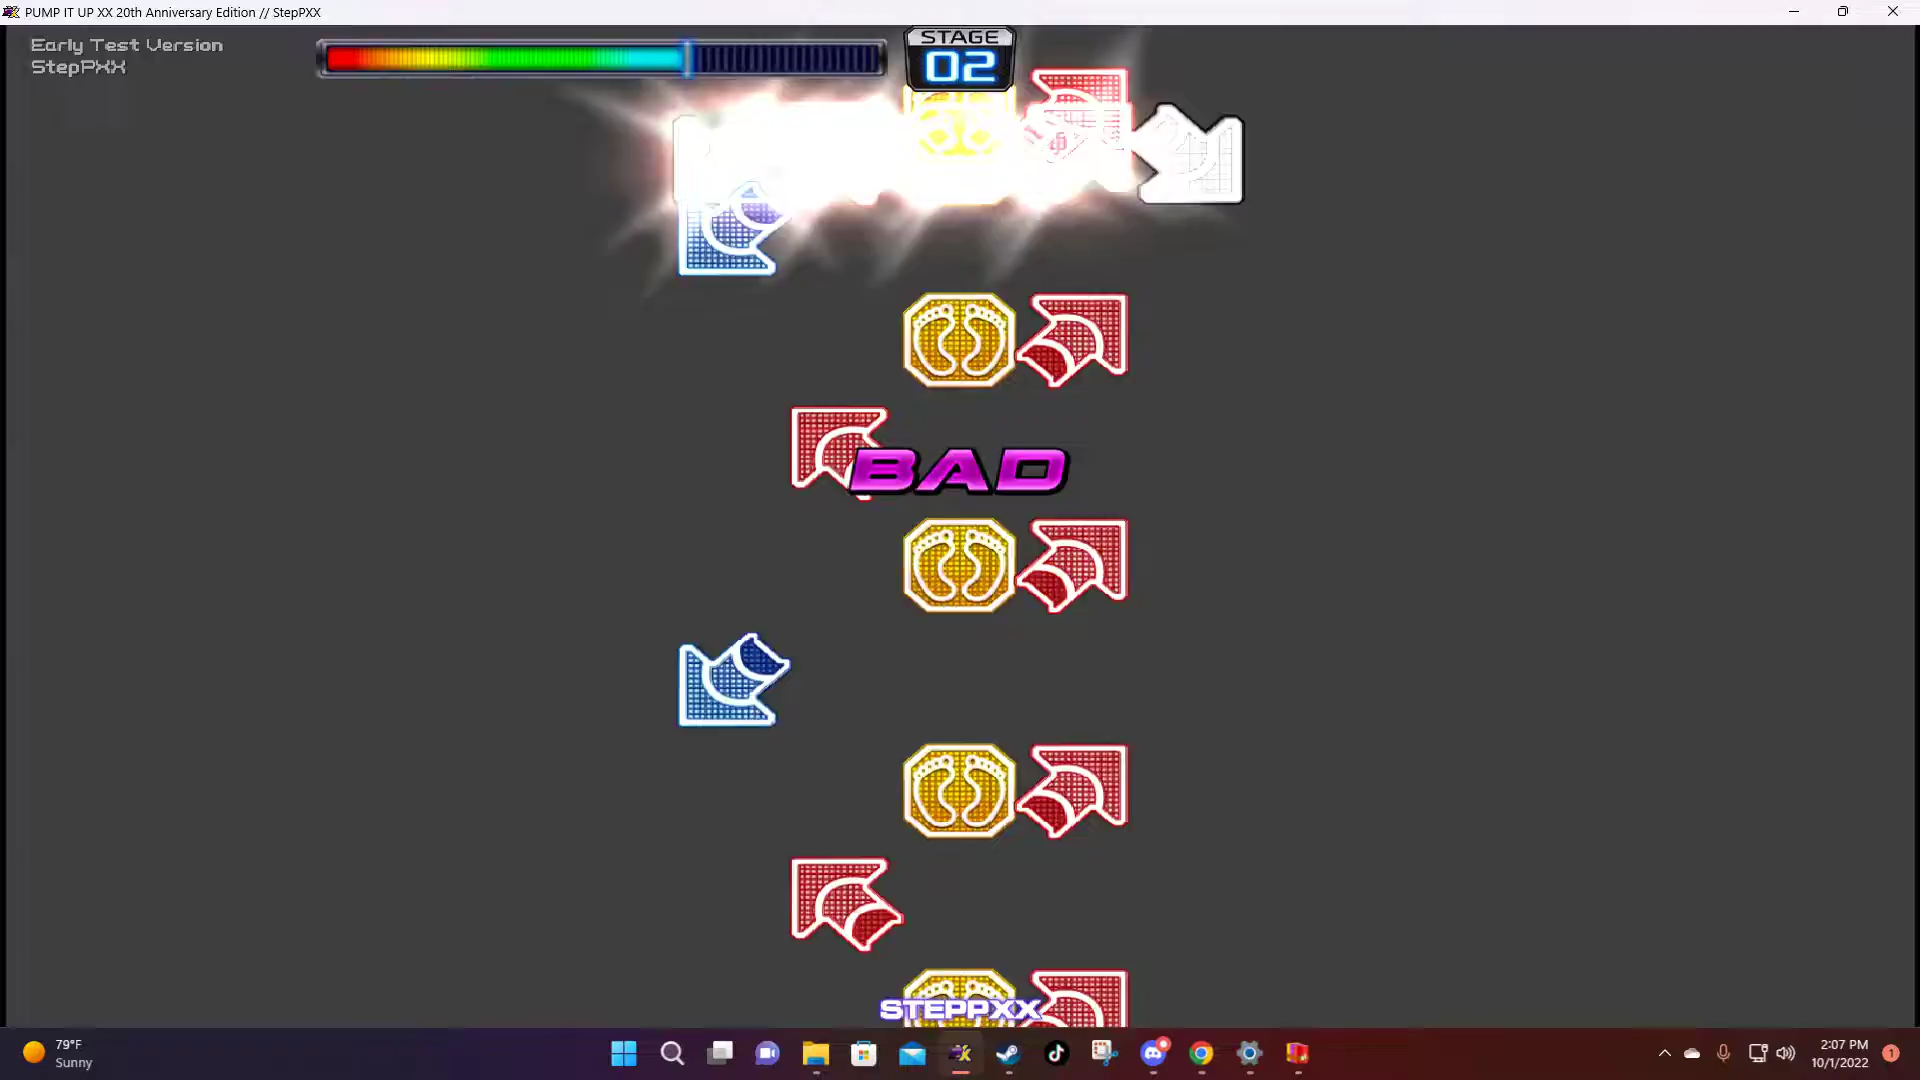 PUMP IT UP XX 20th Anniversary Edition // StepPXX
Early Test Version
StepPXX
STAGE
02
BAD
STEPPXX
79°F
Sunny
2:07 PM
10/1/2022
1